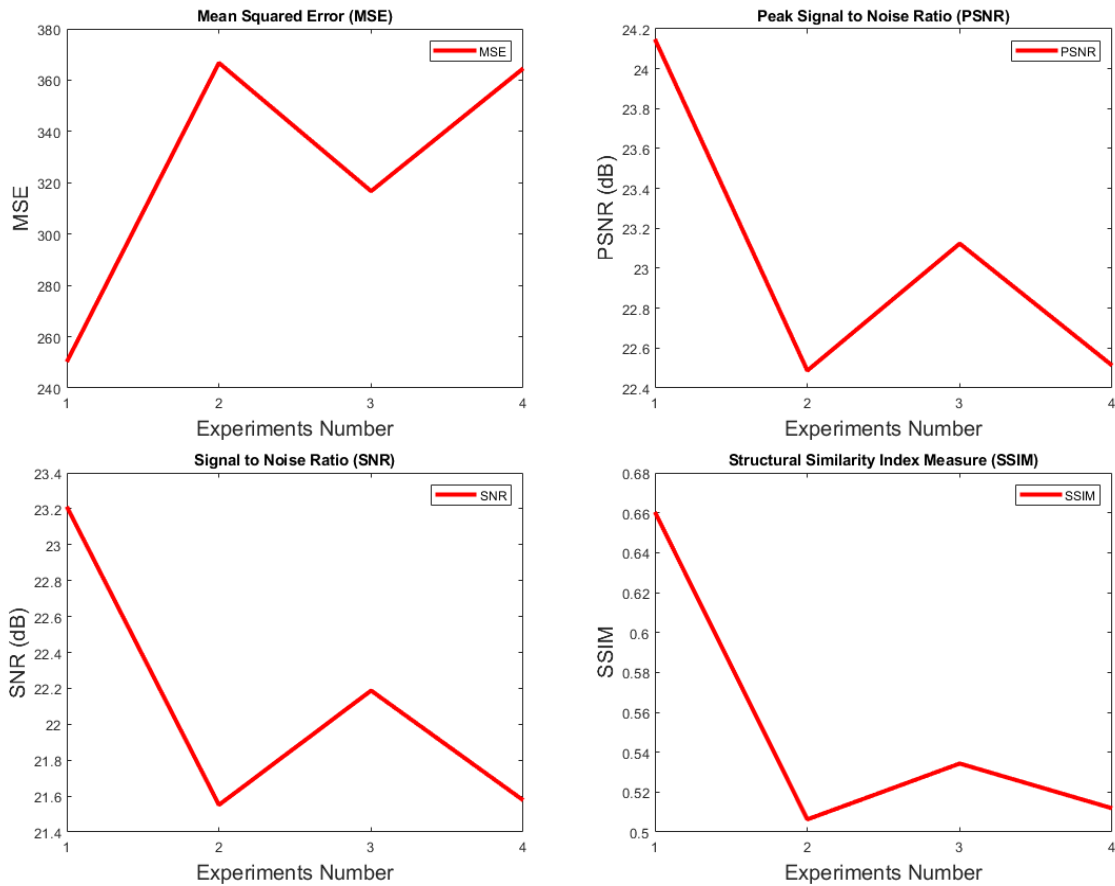 Mean Squared Error (MSE)
380
360
340
320
300
280
260
240
MSE
MSE
1 2 3 4
Experiments Number
Peak Signal to Noise Ratio (PSNR)
24.2
24
23.8
23.6
23.4
23.2
23
22.8
22.6
22.4
PSNR (dB)
PSNR
1 2 3 4
Experiments Number
Signal to Noise Ratio (SNR)
23.4
23.2
23
22.8
22.6
22.4
22.2
22
21.8
21.6
21.4
SNR (dB)
SNR
1 2 3 4
Experiments Number
Structural Similarity Index Measure (SSIM)
0.68
0.66
0.64
0.62
0.6
0.58
0.56
0.54
0.52
0.5
SSIM
SSIM
1 2 3 4
Experiments Number